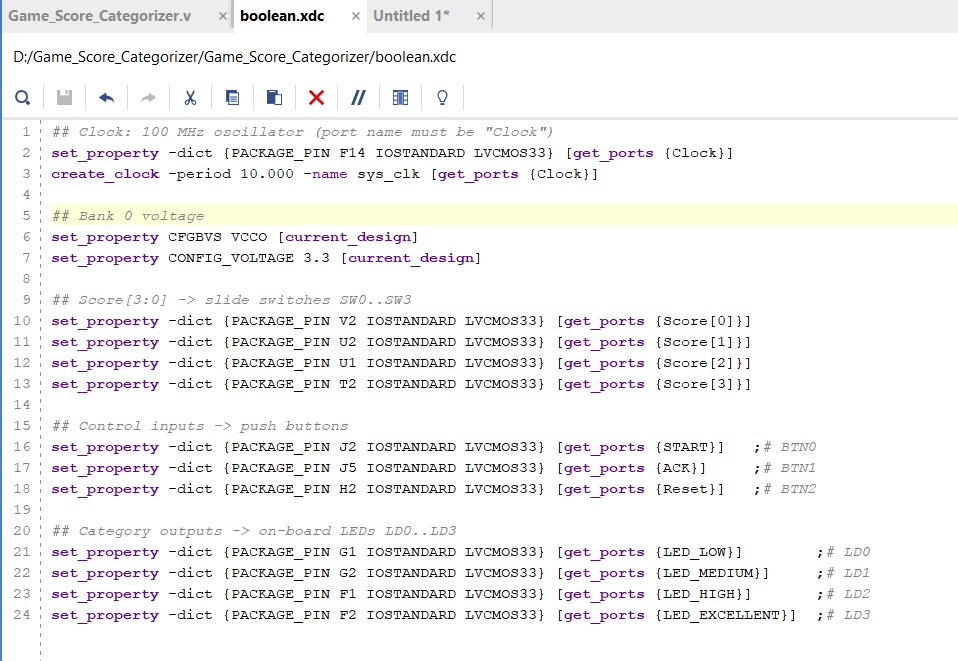 Game_Score_Categorizer.v × boolean.xdc × Untitled 1* ×
D:/Game_Score_Categorizer/Game_Score_Categorizer/boolean.xdc
1 ## Clock: 100 MHz oscillator (port name must be "Clock")
2 set_property -dict {PACKAGE_PIN F14 IOSTANDARD LVCMOS33} [get_ports {Clock}]
3 create_clock -period 10.000 -name sys_clk [get_ports {Clock}]
4
5 ## Bank 0 voltage
6 set_property CFGBVS VCCO [current_design]
7 set_property CONFIG_VOLTAGE 3.3 [current_design]
8
9 ## Score[3:0] -> slide switches SW0..SW3
10 set_property -dict {PACKAGE_PIN V2 IOSTANDARD LVCMOS33} [get_ports {Score[0]}]
11 set_property -dict {PACKAGE_PIN U2 IOSTANDARD LVCMOS33} [get_ports {Score[1]}]
12 set_property -dict {PACKAGE_PIN U1 IOSTANDARD LVCMOS33} [get_ports {Score[2]}]
13 set_property -dict {PACKAGE_PIN T2 IOSTANDARD LVCMOS33} [get_ports {Score[3]}]
14
15 ## Control inputs -> push buttons
16 set_property -dict {PACKAGE_PIN J2 IOSTANDARD LVCMOS33} [get_ports {START}] ;# BTN0
17 set_property -dict {PACKAGE_PIN J5 IOSTANDARD LVCMOS33} [get_ports {ACK}] ;# BTN1
18 set_property -dict {PACKAGE_PIN H2 IOSTANDARD LVCMOS33} [get_ports {Reset}] ;# BTN2
19
20 ## Category outputs -> on-board LEDs LD0..LD3
21 set_property -dict {PACKAGE_PIN G1 IOSTANDARD LVCMOS33} [get_ports {LED_LOW}] ;# LD0
22 set_property -dict {PACKAGE_PIN G2 IOSTANDARD LVCMOS33} [get_ports {LED_MEDIUM}] ;# LD1
23 set_property -dict {PACKAGE_PIN F1 IOSTANDARD LVCMOS33} [get_ports {LED_HIGH}] ;# LD2
24 set_property -dict {PACKAGE_PIN F2 IOSTANDARD LVCMOS33} [get_ports {LED_EXCELLENT}] ;# LD3